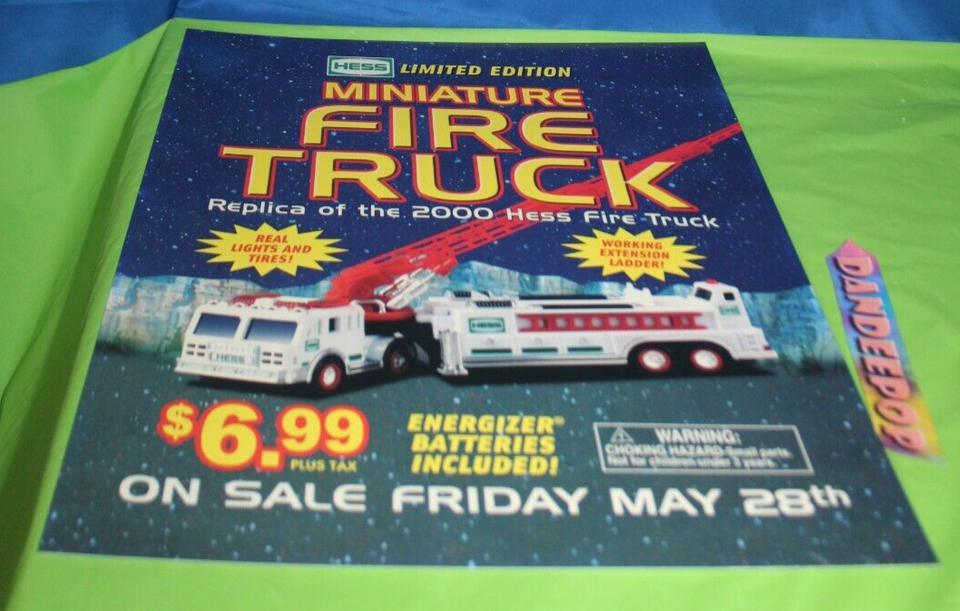 HESS LIMITED EDITION
MINIATURE
FIRE
TRUCK
Replica of the 2000 Hess Fire Truck
REAL
LIGHTS AND
TIRES!
WORKING
EXTENSION
LADDER!
HESS
HESS
$6.99
PLUS TAX
ENERGIZER®
BATTERIES
INCLUDED!
WARNING:
CHOKING HAZARD-Small parts.
Not for children under 3 years.
ON SALE FRIDAY MAY 28th
DANDEEPOP